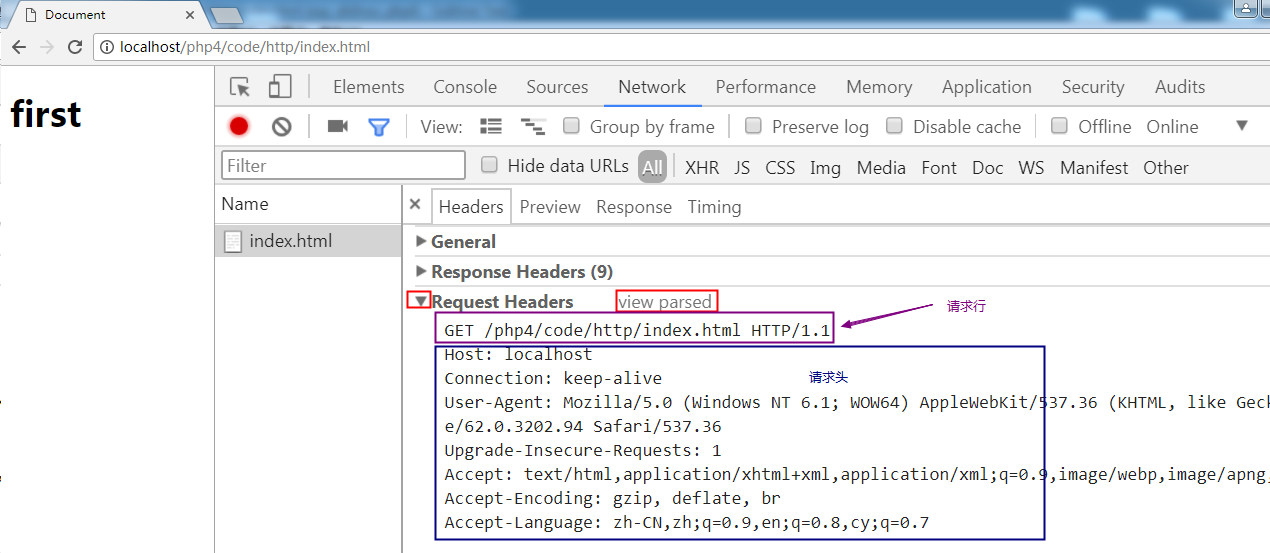 Document
localhost/php4/code/http/index.html
first
Elements Console Sources Network Performance Memory Application Security Audits
View: Group by frame Preserve log Disable cache Offline Online
Filter Hide data URLs All XHR JS CSS Img Media Font Doc WS Manifest Other
Name
index.html
Headers Preview Response Timing
General
Response Headers (9)
Request Headers view parsed
GET /php4/code/http/index.html HTTP/1.1
请求行
Host: localhost
Connection: keep-alive
请求头
User-Agent: Mozilla/5.0 (Windows NT 6.1; WOW64) AppleWebKit/537.36 (KHTML, like Geck
e/62.0.3202.94 Safari/537.36
Upgrade-Insecure-Requests: 1
Accept: text/html,application/xhtml+xml,application/xml;q=0.9,image/webp,image/apng,
Accept-Encoding: gzip, deflate, br
Accept-Language: zh-CN,zh;q=0.9,en;q=0.8,cy;q=0.7